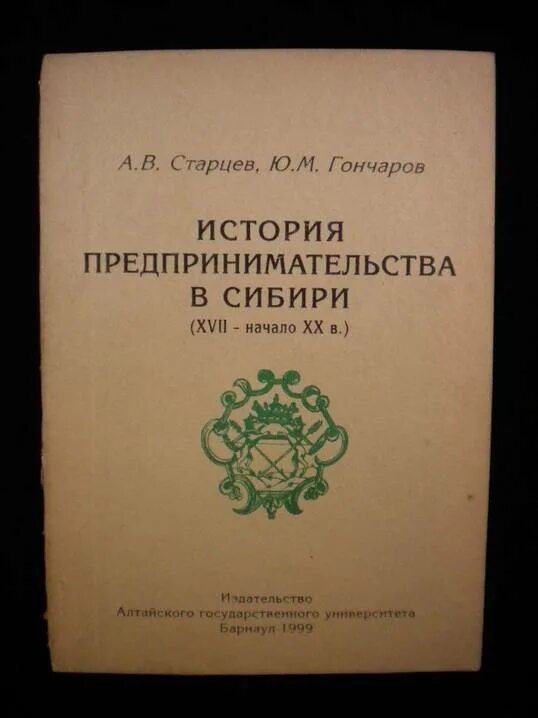 А.В. Старцев, Ю.М. Гончаров
ИСТОРИЯ
ПРЕДПРИНИМАТЕЛЬСТВА
В СИБИРИ
(XVII - начало XX в.)
Издательство
Алтайского государственного университета
Барнаул 1999